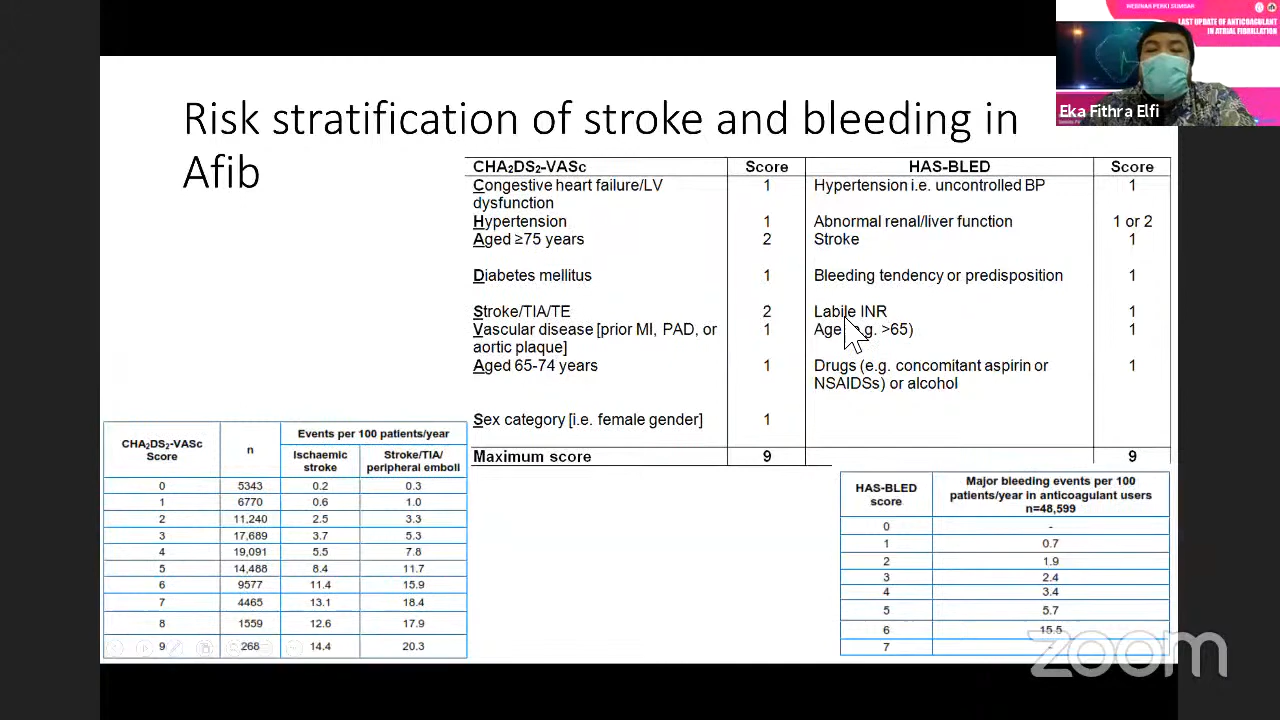 WEBINAR PERKI SUMBAR
LAST UPDATE OF ANTICOAGULANT
IN ATRIAL FIBRILLATION
Eka Fithra Elfi
Risk stratification of stroke and bleeding in
Afib
CHA₂DS₂-VASc Score HAS-BLED Score
Congestive heart failure/LV 1 Hypertension i.e. uncontrolled BP 1
dysfunction
Hypertension 1 Abnormal renal/liver function 1 or 2
Aged ≥75 years 2 Stroke 1
Diabetes mellitus 1 Bleeding tendency or predisposition 1
Stroke/TIA/TE 2 Labile INR 1
Vascular disease [prior MI, PAD, or 1 Age >65) 1
aortic plaque]
Aged 65-74 years 1 Drugs (e.g. concomitant aspirin or 1
NSAIDSs) or alcohol
Sex category [i.e. female gender] 1
Maximum score 9 9
CHA₂DS₂-VASc
Score
n
Events per 100 patients/year
Ischaemic
stroke
Stroke/TIA/
peripheral emboli
0 5343 0.2 0.3
1 6770 0.6 1.0
2 11,240 2.5 3.3
3 17,689 3.7 5.3
4 19,091 5.5 7.8
5 14,488 8.4 11.7
6 9577 11.4 15.9
7 4465 13.1 18.4
8 1559 12.6 17.9
9 268 14.4 20.3
HAS-BLED
score
Major bleeding events per 100
patients/year in anticoagulant users
n=48,599
0 -
1 0.7
2 1.9
3 2.4
4 3.4
5 5.7
6 15.5
7
zoom